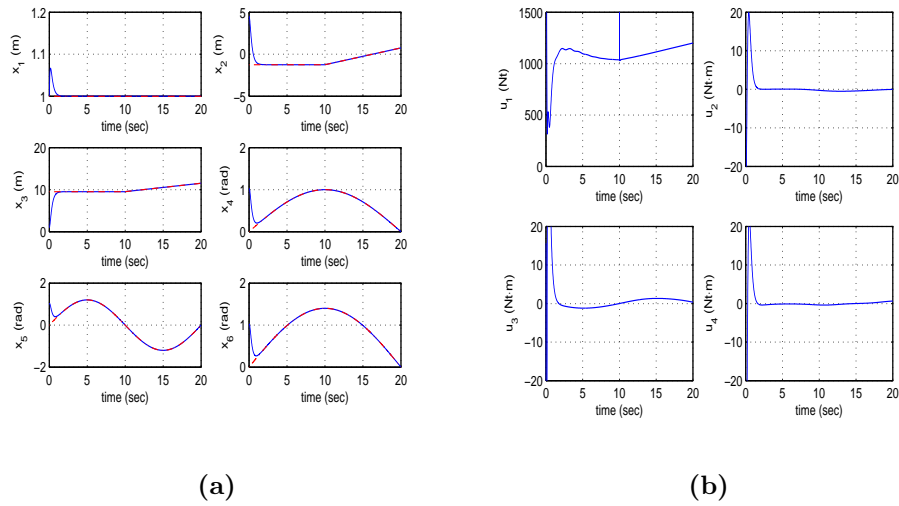 1.2
1.1
1
x1 (m)
0 5 10 15 20
time (sec)
5
0
−5
x2 (m)
0 5 10 15 20
time (sec)
20
10
0
x3 (m)
0 5 10 15 20
time (sec)
2
1
0
x4 (rad)
0 5 10 15 20
time (sec)
2
0
−2
x5 (rad)
0 5 10 15 20
time (sec)
2
1
0
x6 (rad)
0 5 10 15 20
time (sec)
(a)
1500
1000
500
0
u1 (Nt)
0 5 10 15 20
time (sec)
20
10
0
−10
−20
u2 (Nt·m)
0 5 10 15 20
time (sec)
20
10
0
−10
20
u3 (Nt·m)
0 5 10 15 20
time (sec)
20
10
0
−10
−20
u4 (Nt·m)
0 5 10 15 20
time (sec)
(b)